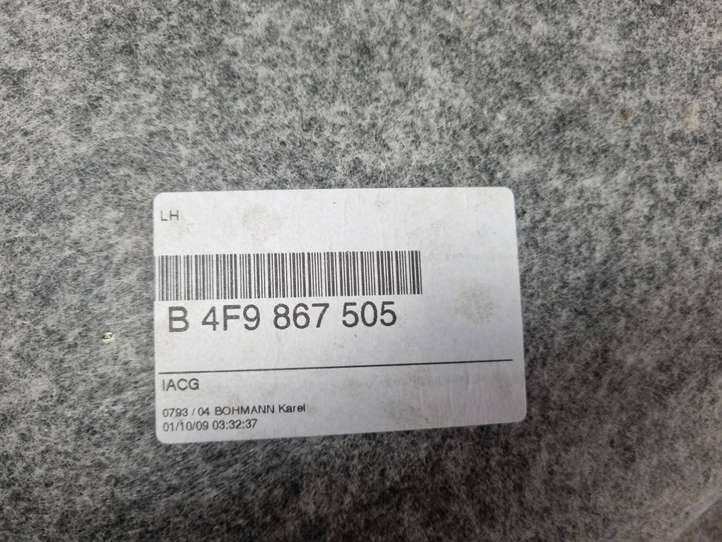 LH
B 4F9 867 505
IACG
0793 / 04 BOHMANN Karel
01/10/09 03:32:37